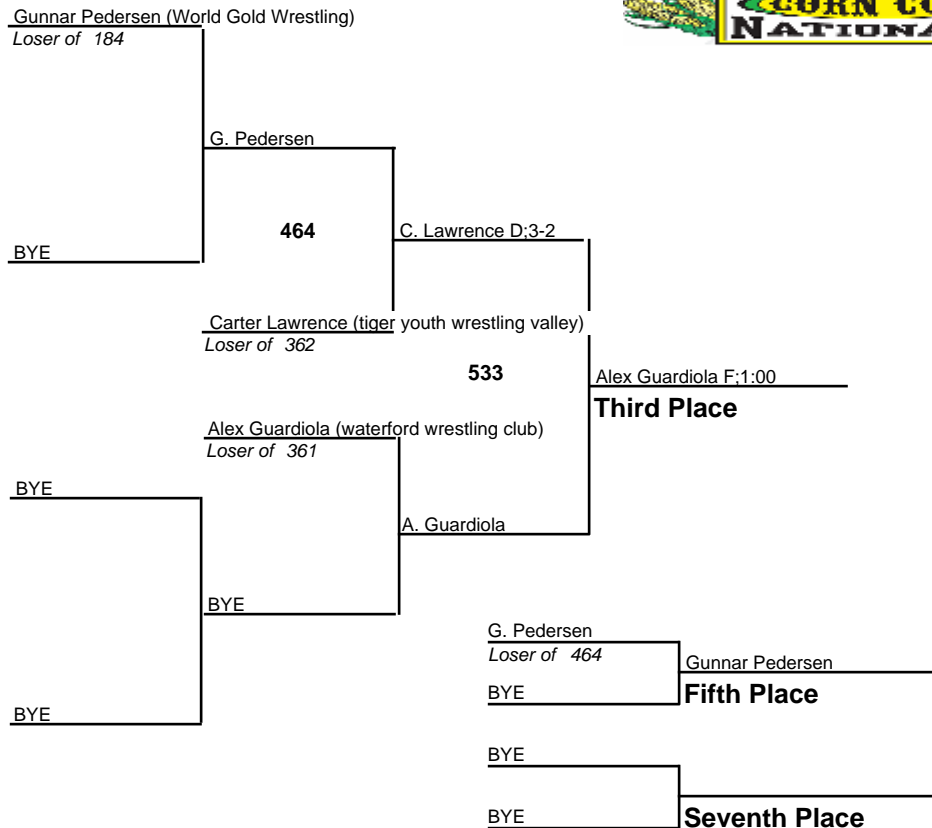 Gunnar Pedersen (World Gold Wrestling)
Loser of 184
G. Pedersen
464
C. Lawrence D;3-2
BYE
Carter Lawrence (tiger youth wrestling valley)
Loser of 362
533
Alex Guardiola F;1:00
Third Place
Alex Guardiola (waterford wrestling club)
Loser of 361
BYE
A. Guardiola
BYE
G. Pedersen
Loser of 464
Gunnar Pedersen
BYE
Fifth Place
BYE
BYE
BYE
Seventh Place